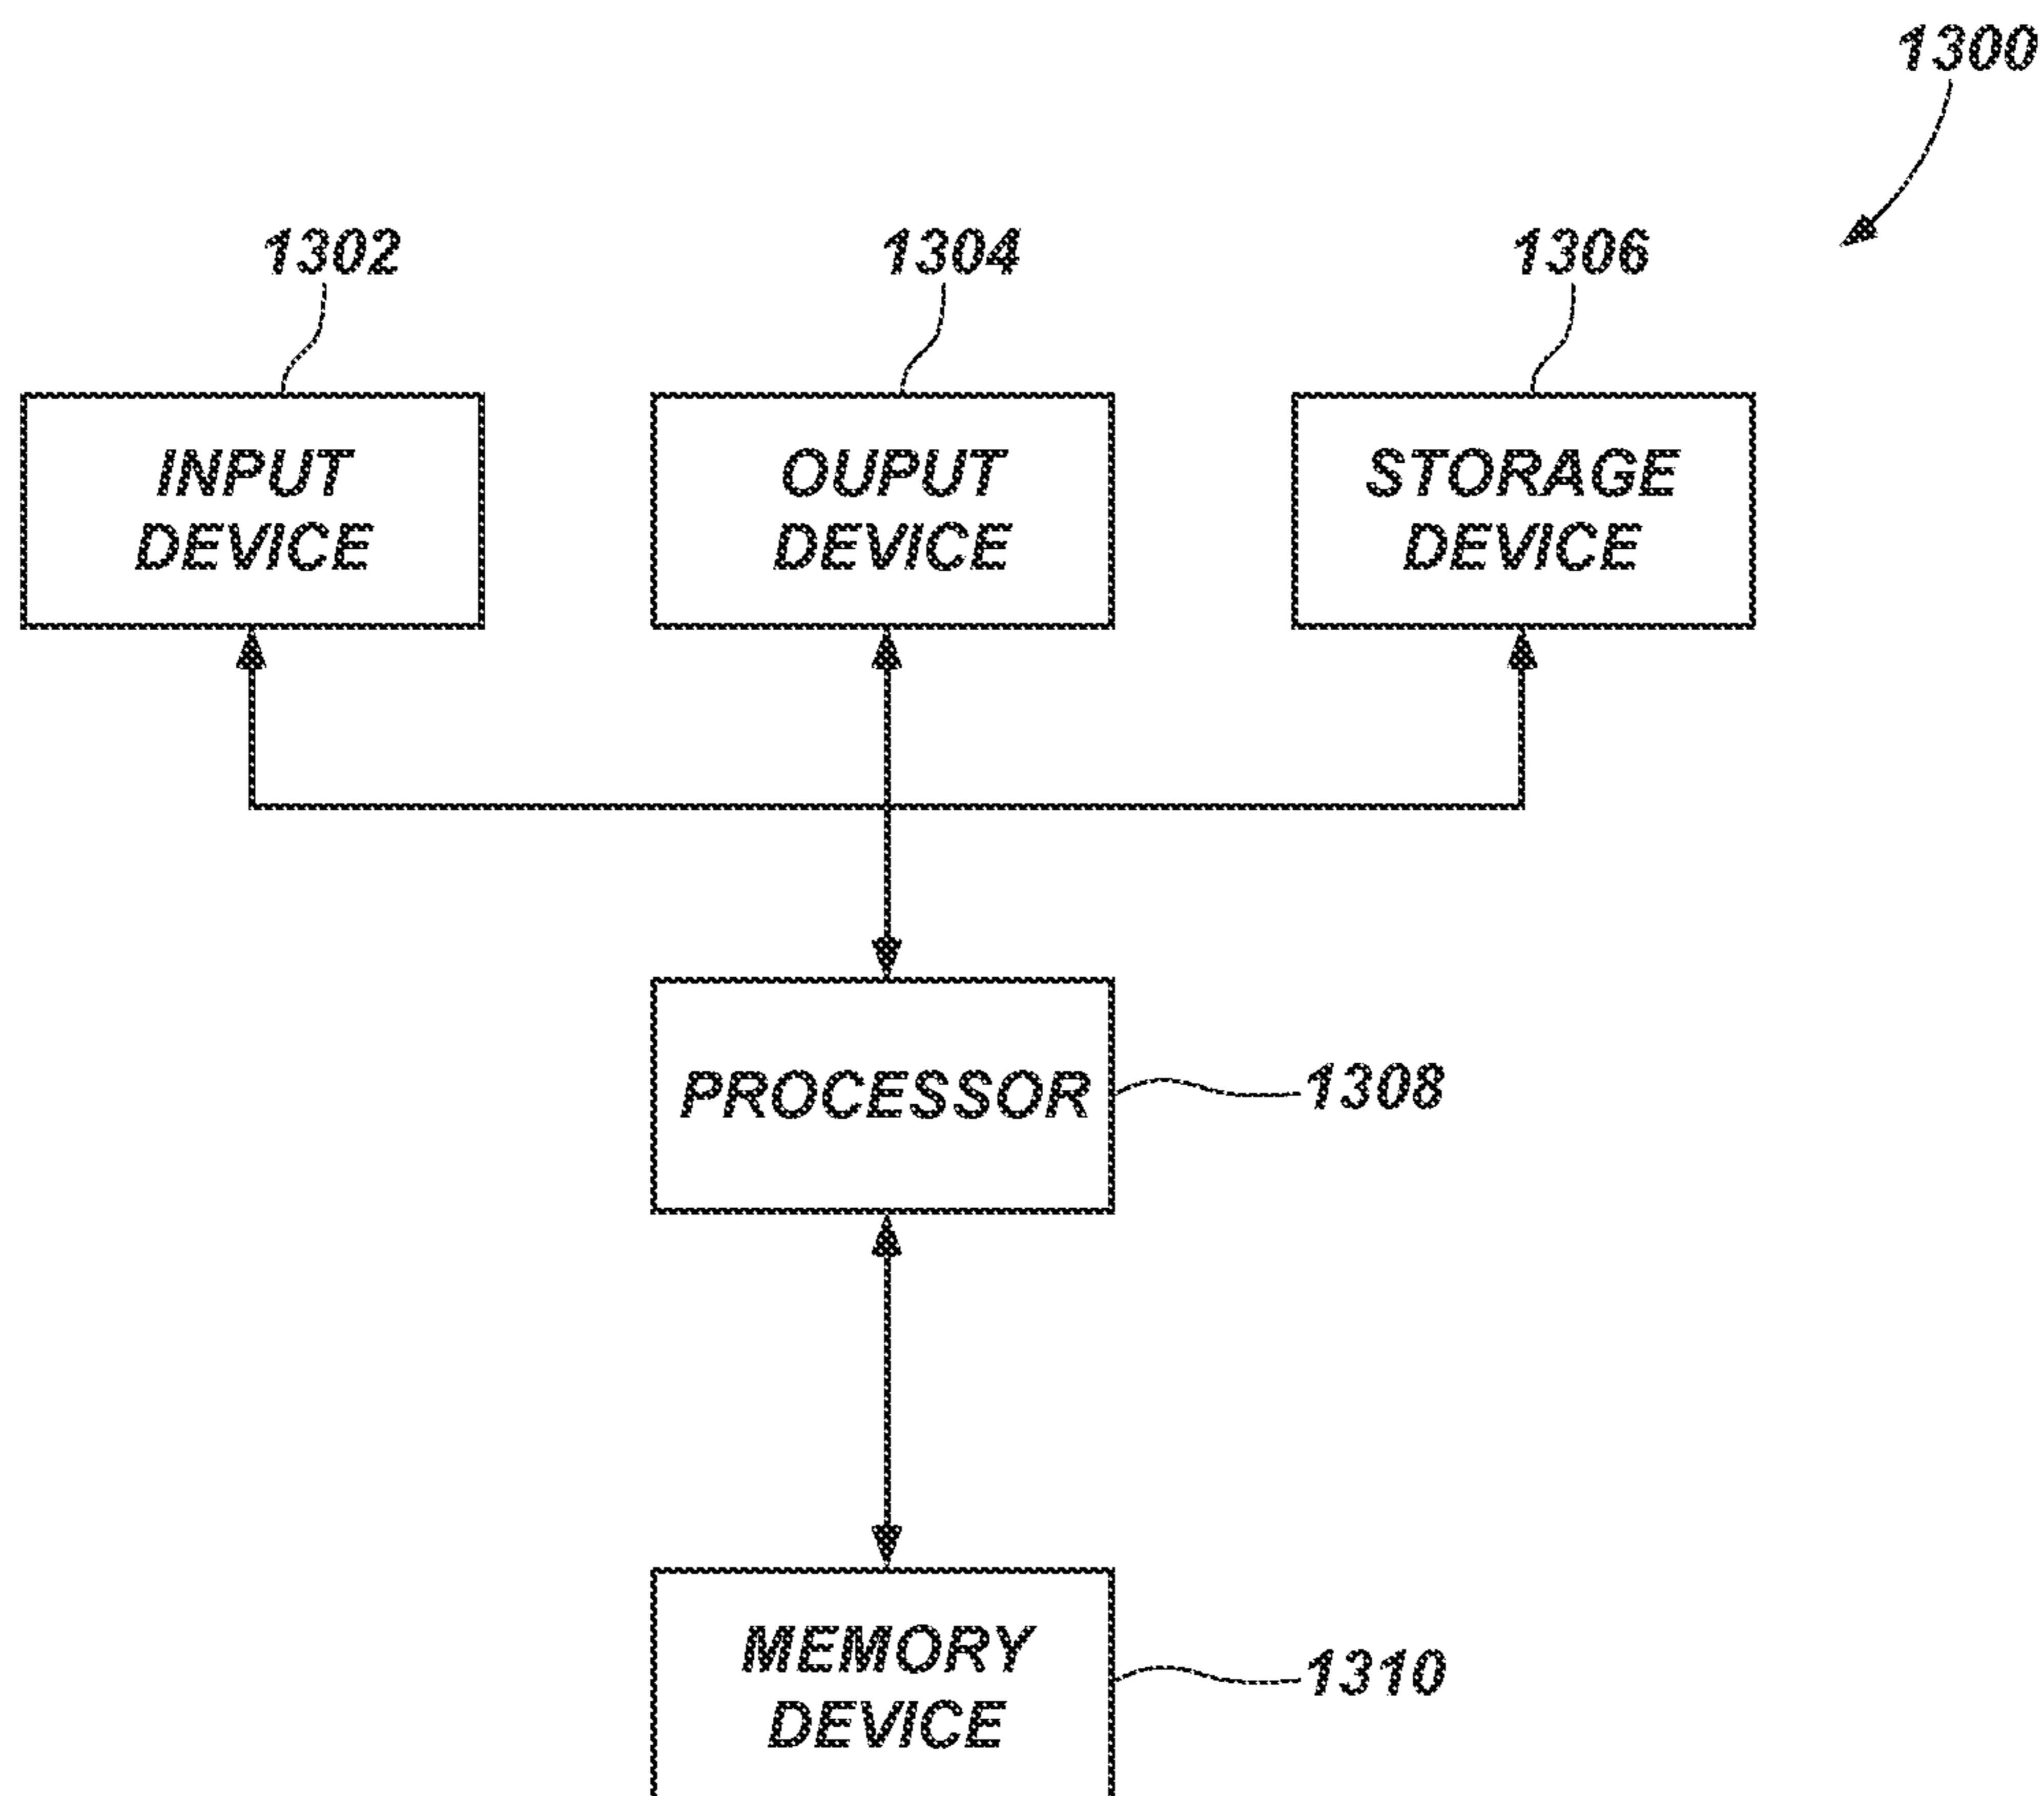 1300
1302
1304
1306
INPUT
DEVICE
OUPUT
DEVICE
STORAGE
DEVICE
PROCESSOR
1308
MEMORY
DEVICE
1310